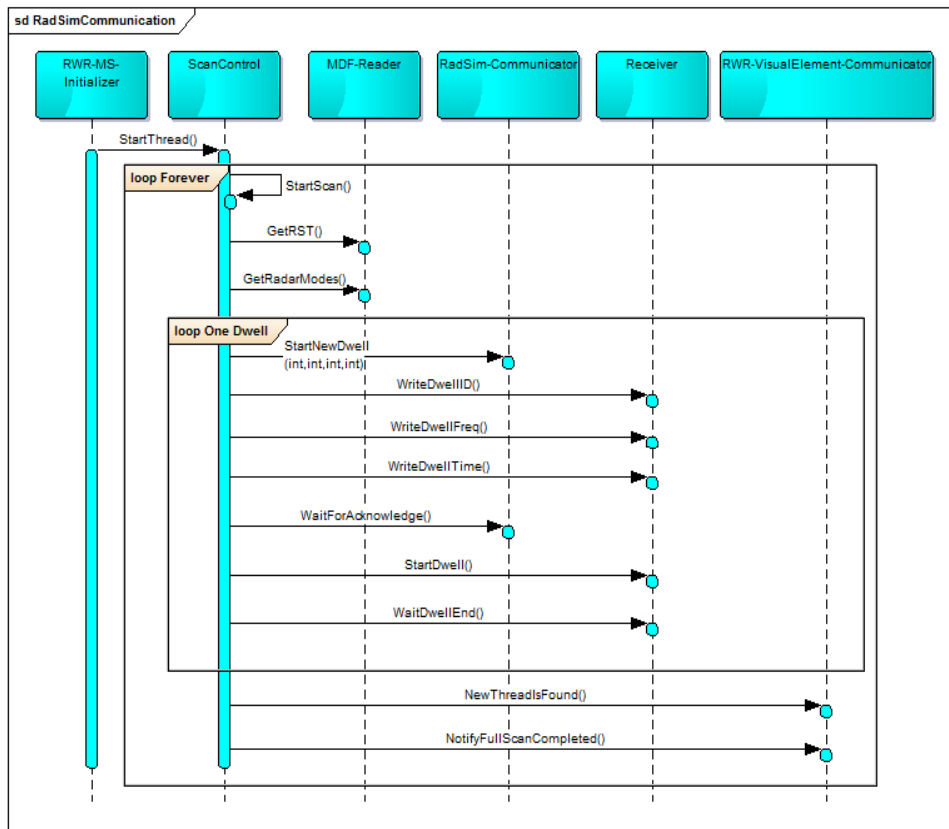 sd RadSimCommunication
RWR-MS-
Initializer
ScanControl
MDF-Reader
RadSim-Communicator
Receiver
RWR-VisualElement-Communicator
StartThread()
loop Forever
StartScan()
GetRST()
GetRadarModes()
loop One Dwell
StartNewDwell
(int,int,int,int)
WriteDwellID()
WriteDwellFreq()
WriteDwellTime()
WaitForAcknowledge()
StartDwell()
WaitDwellEnd()
NewThreadIsFound()
NotifyFullScanCompleted()